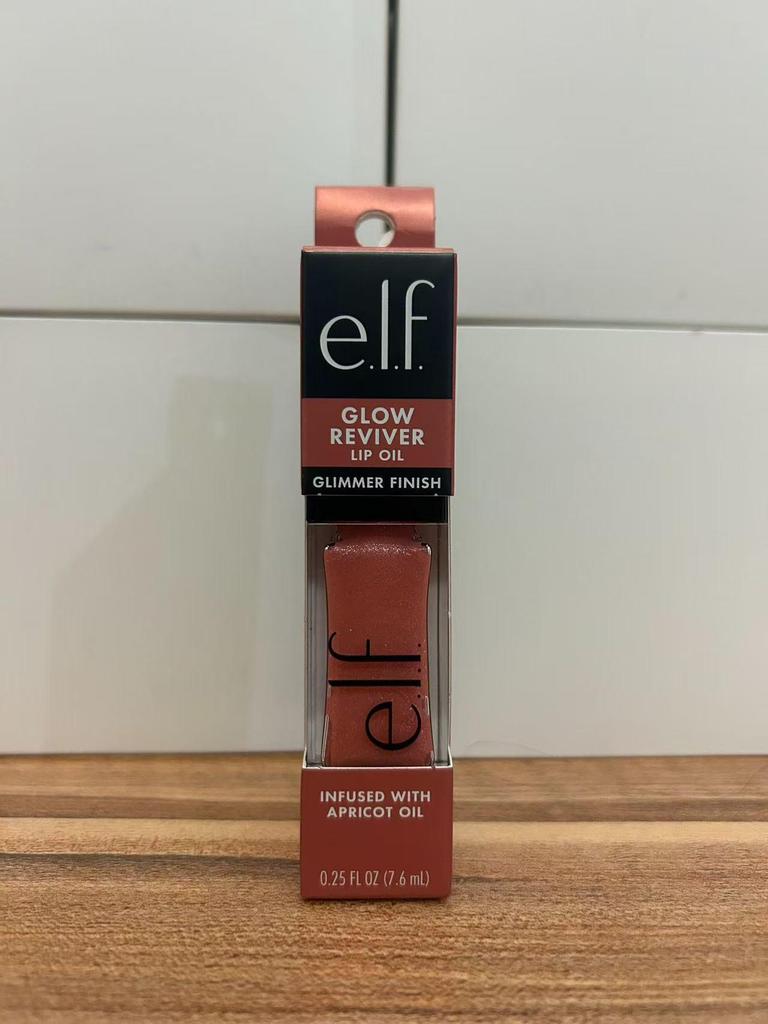 e.l.f.
GLOW
REVIVER
LIP OIL
GLIMMER FINISH
e.l.f.
INFUSED WITH
APRICOT OIL
0.25 FL OZ (7.6 mL)